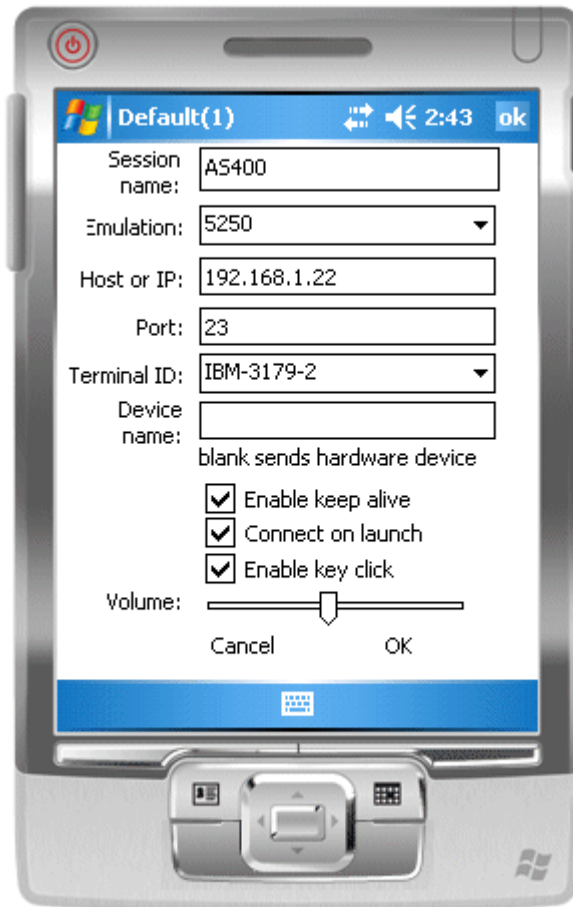 Default(1) 2:43 ok
Session name: AS400
Emulation: 5250
Host or IP: 192.168.1.22
Port: 23
Terminal ID: IBM-3179-2
Device name:
blank sends hardware device
Enable keep alive
Connect on launch
Enable key click
Volume:
Cancel OK